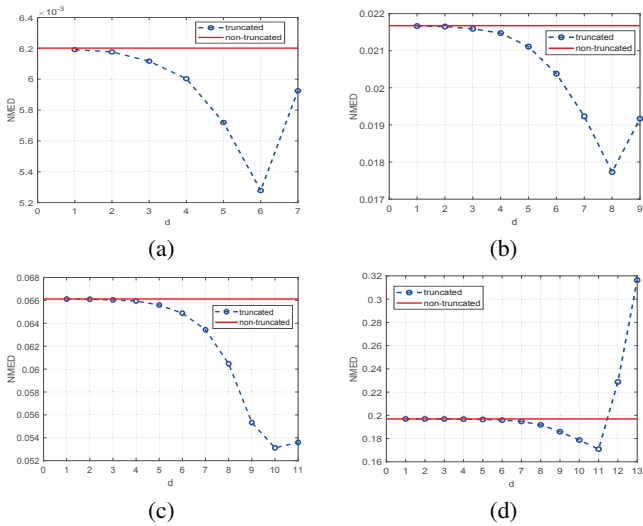 6.4 ×10⁻³
truncated
non-truncated
6.2
6
5.8
5.6
5.4
5.2
NMED
0 1 2 3 4 5 6 7
d
(a)
0.022
truncated
non-truncated
0.021
0.02
0.019
0.018
0.017
NMED
0 1 2 3 4 5 6 7 8 9
d
(b)
0.068
0.066
truncated
non-truncated
0.064
0.062
0.06
0.058
0.056
0.054
0.052
NMED
0 1 2 3 4 5 6 7 8 9 10 11
d
(c)
0.32
truncated
non-truncated
0.3
0.28
0.26
0.24
0.22
0.2
0.18
0.16
NMED
0 1 2 3 4 5 6 7 8 9 10 11 12 13
d
(d)